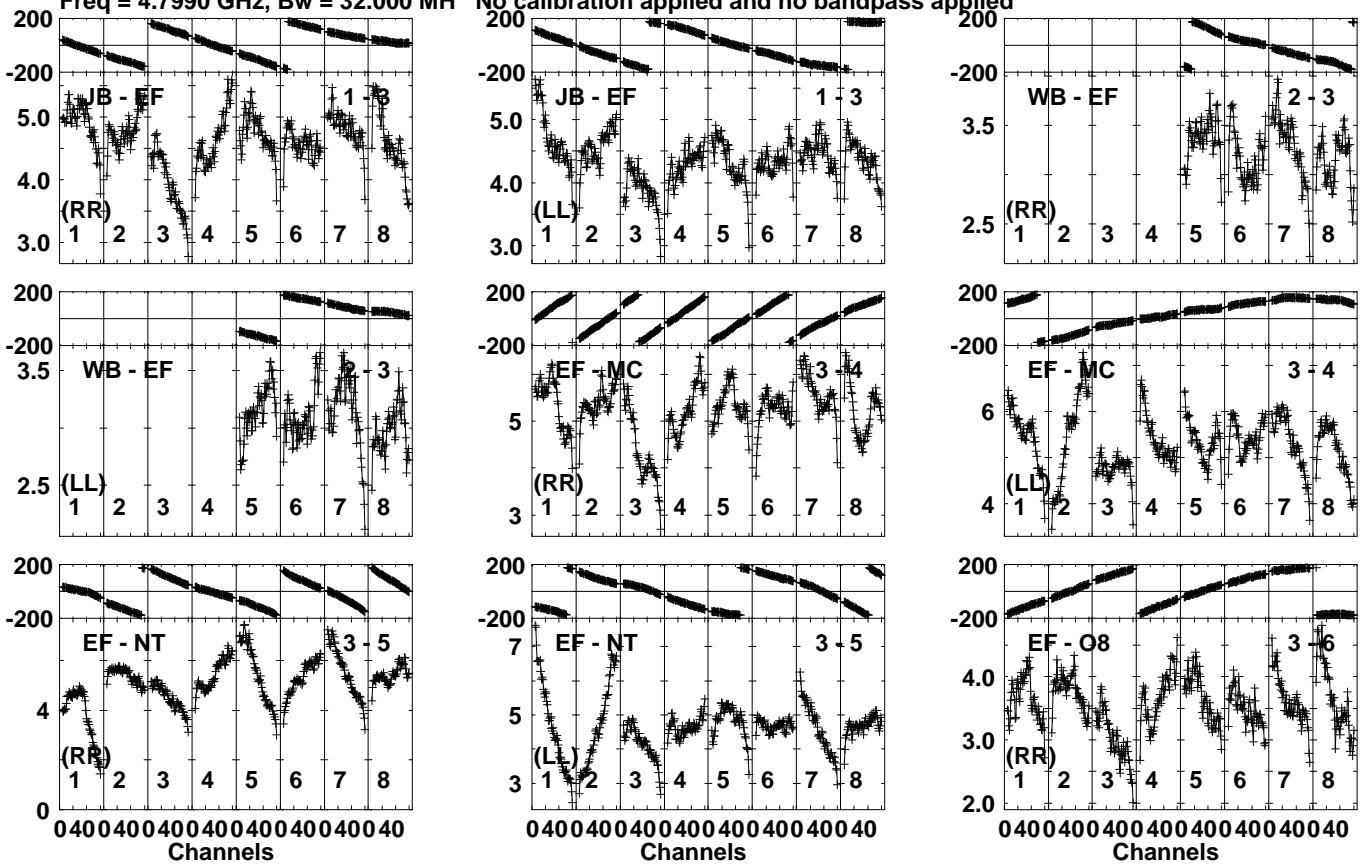 Freq = 4.7990 GHz, Bw = 32.000 MH   No calibration applied and no bandpass applied
200
-200
JB - EF 1 - 3
5.0
4.0
3.0
(RR)
1 2 3 4 5 6 7 8
200
-200
JB - EF 1 - 3
5.0
4.0
3.0
(LL)
1 2 3 4 5 6 7 8
200
-200
WB - EF 2 - 3
3.5
2.5
(RR)
1 2 3 4 5 6 7 8
200
-200
WB - EF 2 - 3
3.5
2.5
(LL)
1 2 3 4 5 6 7 8
200
-200
EF - MC 3 - 4
5
3
(RR)
1 2 3 4 5 6 7 8
200
-200
EF - MC 3 - 4
6
4
(LL)
1 2 3 4 5 6 7 8
200
-200
EF - NT 3 - 5
4
0
(RR)
1 2 3 4 5 6 7 8
0 40 0 40 0 40 0 40 0 40 0 40 0 40 0 40
Channels
200
-200
EF - NT 3 - 5
7
5
3
(LL)
1 2 3 4 5 6 7 8
0 40 0 40 0 40 0 40 0 40 0 40 0 40 0 40
Channels
200
-200
EF - O8 3 - 6
4.0
3.0
2.0
(RR)
1 2 3 4 5 6 7 8
0 40 0 40 0 40 0 40 0 40 0 40 0 40 0 40
Channels